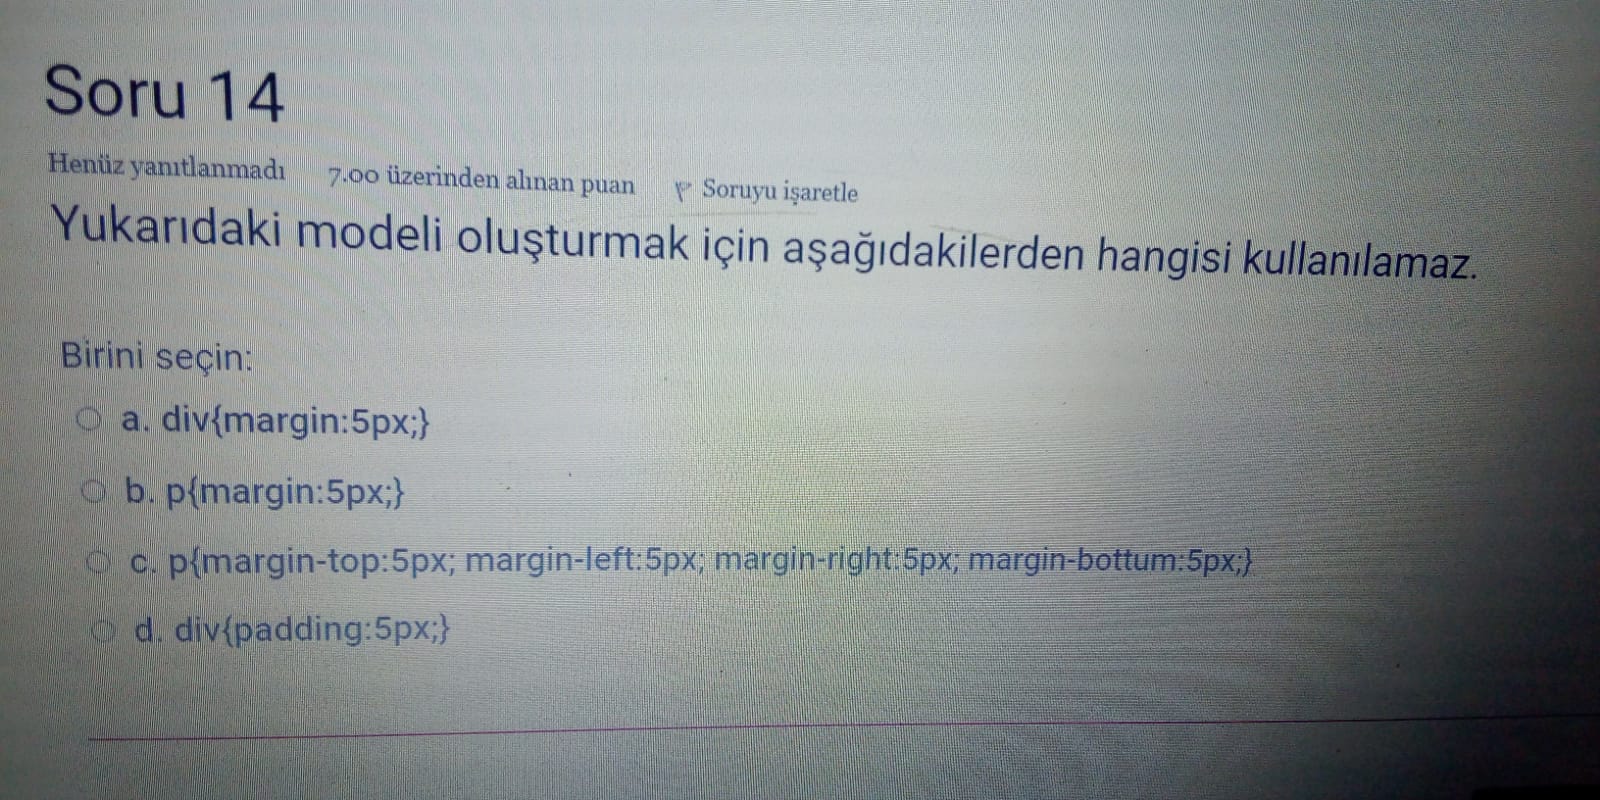 Soru 14
Henüz yanıtlanmadı 7.00 üzerinden alınan puan Soruyu işaretle
Yukarıdaki modeli oluşturmak için aşağıdakilerden hangisi kullanılamaz.
Birini seçin:
a. div{margin:5px;}
b. p{margin:5px;}
c. p{margin-top:5px; margin-left:5px; margin-right:5px; margin-bottum:5px;}
d. div{padding:5px;}